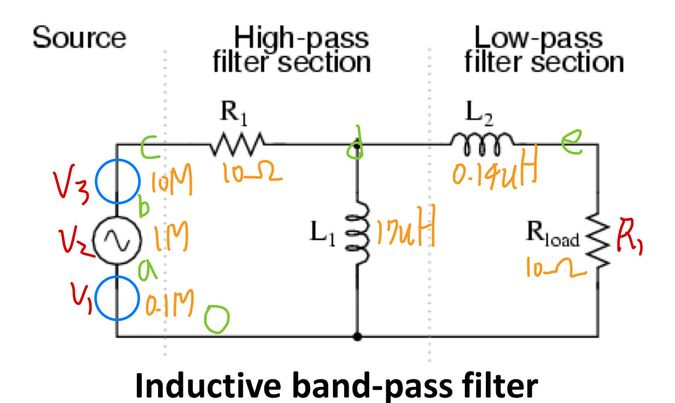 Source
High-pass
filter section
Low-pass
filter section
R1
L2
c
d
e
10Ω
0.14uH
V3
10M
b
V2
1M
L1
17uH
Rload
R1
a
10Ω
V1
0.1M
0
Inductive band-pass filter